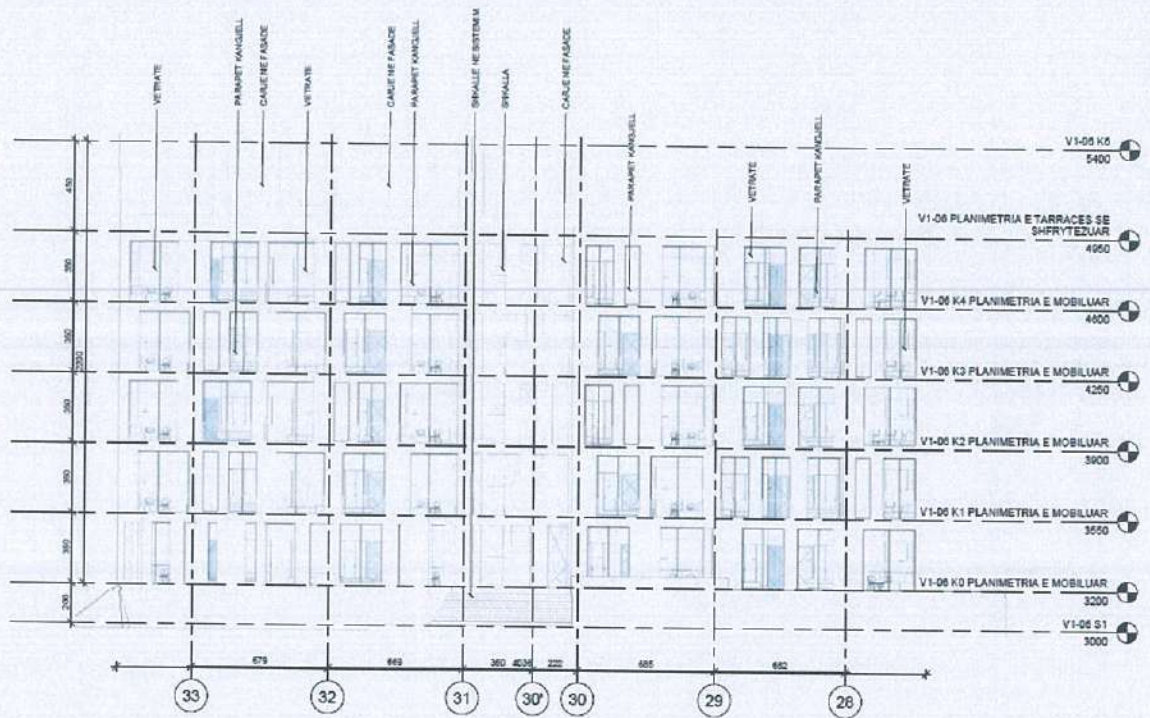 VETRATE
PARAPET KANGJELL
CARJE NE FASADE
VETRATE
CARJE NE FASADE
PARAPET KANGJELL
SHKALLE NE SISTEMIM
SHKALLA
CARJE NE FASADE
PARAPET KANGJELL
VETRATE
PARAPET KANGJELL
VETRATE
V1-06 K6
5400
V1-06 PLANIMETRIA E TARRACES SE
SHFRYTEZUAR
4950
V1-06 K4 PLANIMETRIA E MOBILUAR
4600
V1-06 K3 PLANIMETRIA E MOBILUAR
4250
V1-06 K2 PLANIMETRIA E MOBILUAR
3900
V1-06 K1 PLANIMETRIA E MOBILUAR
3550
V1-06 K0 PLANIMETRIA E MOBILUAR
3200
V1-06 S1
3000
450
350
350
350
350
350
200
679
669
360
4036
222
685
682
33
32
31
30'
30
29
28